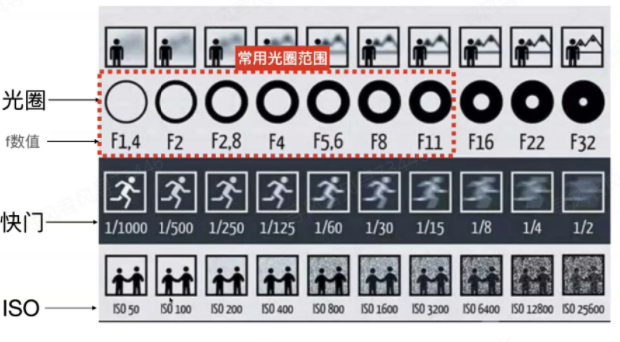 常用光圈范围
光圈
f数值 F1,4 F2 F2,8 F4 F5,6 F8 F11 F16 F22 F32
快门 1/1000 1/500 1/250 1/125 1/60 1/30 1/15 1/8 1/4 1/2
ISO ISO 50 ISO 100 ISO 200 ISO 400 ISO 800 ISO 1600 ISO 3200 ISO 6400 ISO 12800 ISO 25600